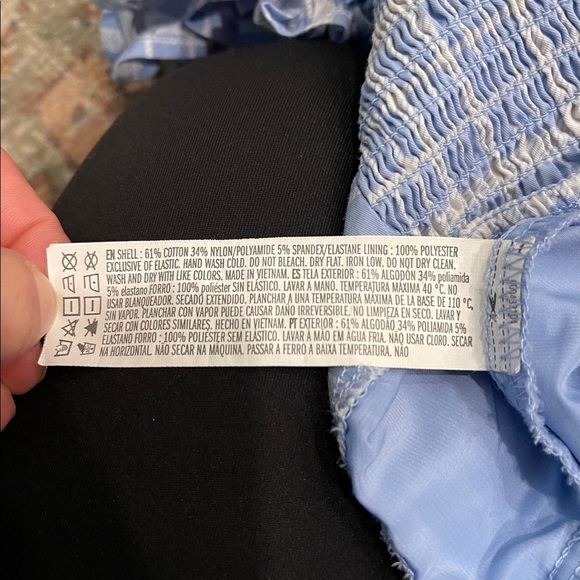 EN SHELL : 61% COTTON 34% NYLON/POLYAMIDE 5% SPANDEX/ELASTANE LINING : 100% POLYESTER
EXCLUSIVE OF ELASTIC. HAND WASH COLD. DO NOT BLEACH. DRY FLAT. IRON LOW. DO NOT DRY CLEAN.
WASH AND DRY WITH LIKE COLORS. MADE IN VIETNAM. ES TELA EXTERIOR : 61% ALGODÓN 34% poliamida
5% elastano FORRO : 100% poliéster SIN ELÁSTICO. LAVAR A MANO. TEMPERATURA MÁXIMA 40 °C. NO
USAR BLANQUEADOR. SECADO EXTENDIDO. PLANCHAR A UNA TEMPERATURA MÁXIMA DE LA BASE DE 110 °C,
PLANCHAR CON VAPOR PUEDE CAUSAR DAÑO IRREVERSIBLE. NO LIMPIEZA EN SECO. LAVAR Y
SECAR CON COLORES SIMILARES. HECHO EN VIETNAM. PT EXTERIOR : 61% ALGODÃO 34% POLIAMIDA 5%
ELASTANO FORRO : 100% POLIÉSTER SEM ELÁSTICO. LAVAR À MÃO EM ÁGUA FRIA. NÃO USAR CLORO. SECAR
NA HORIZONTAL. NÃO SECAR NA MÁQUINA. PASSAR A FERRO A BAIXA TEMPERATURA. NÃO